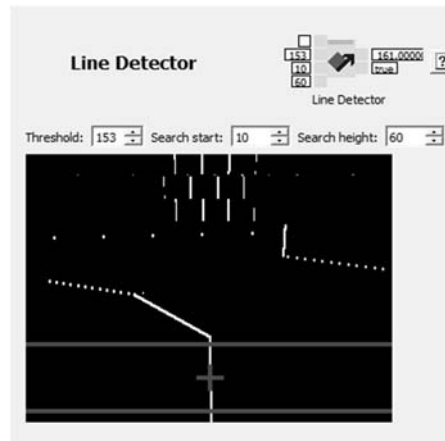 Line Detector
153
161.0000
10
true
?
60
Line Detector
Threshold: 153 Search start: 10 Search height: 60